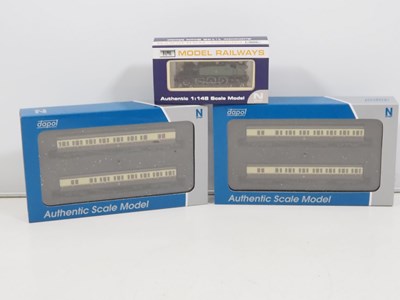 MODEL RAILWAYS
Authentic 1:148 Scale Model
N
dapol
N
Authentic Scale Model
dapol
N
Authentic Scale Model